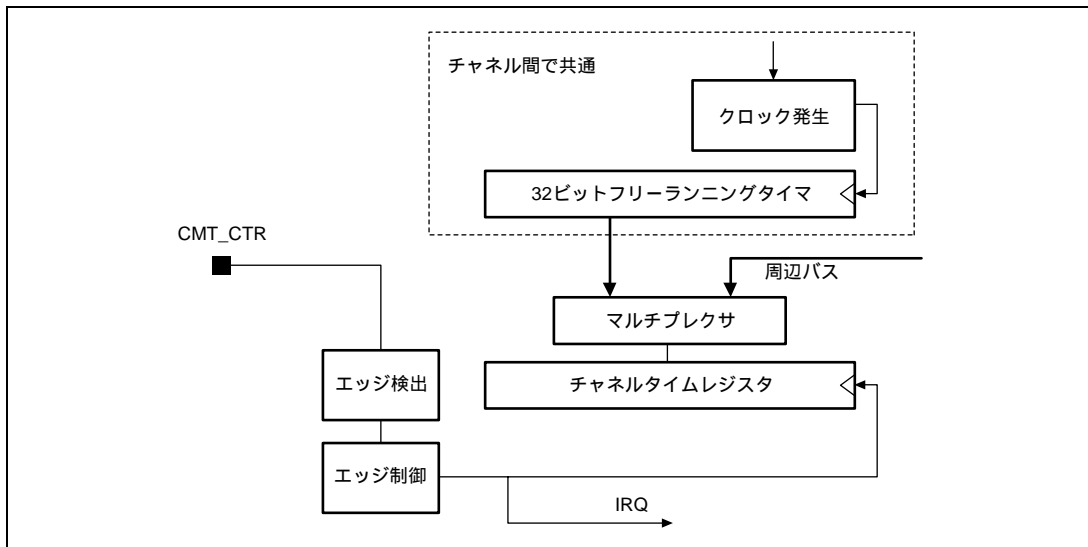 チャネル間で共通
クロック発生
32ビットフリーランニングタイマ
CMT_CTR
周辺バス
マルチプレクサ
エッジ検出
チャネルタイムレジスタ
エッジ制御
IRQ